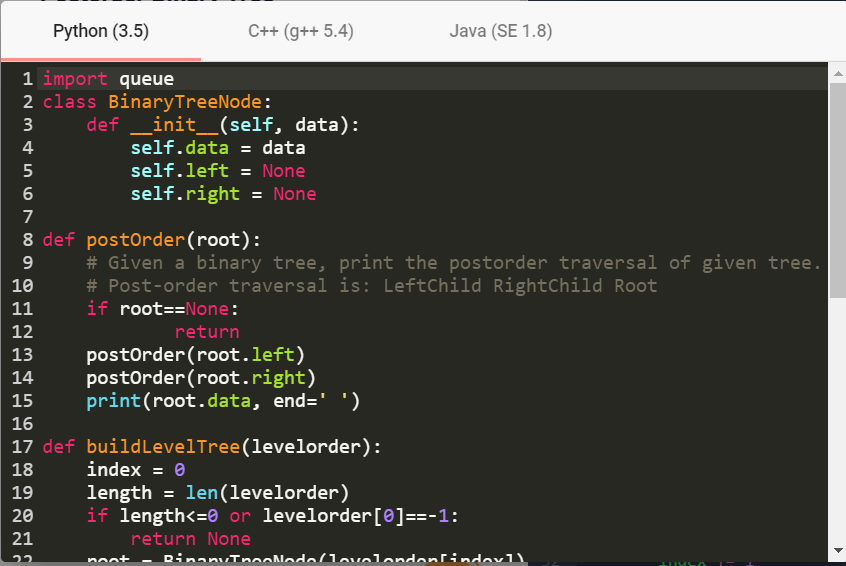 Python (3.5) C++ (g++ 5.4) Java (SE 1.8)
1 import queue
2 class BinaryTreeNode:
3     def __init__(self, data):
4         self.data = data
5         self.left = None
6         self.right = None
7
8 def postOrder(root):
9     # Given a binary tree, print the postorder traversal of given tree.
10     # Post-order traversal is: LeftChild RightChild Root
11     if root==None:
12             return
13     postOrder(root.left)
14     postOrder(root.right)
15     print(root.data, end=' ')
16
17 def buildLevelTree(levelorder):
18     index = 0
19     length = len(levelorder)
20     if length<=0 or levelorder[0]==-1:
21         return None
22     root = BinaryTreeNode(levelorder[index])